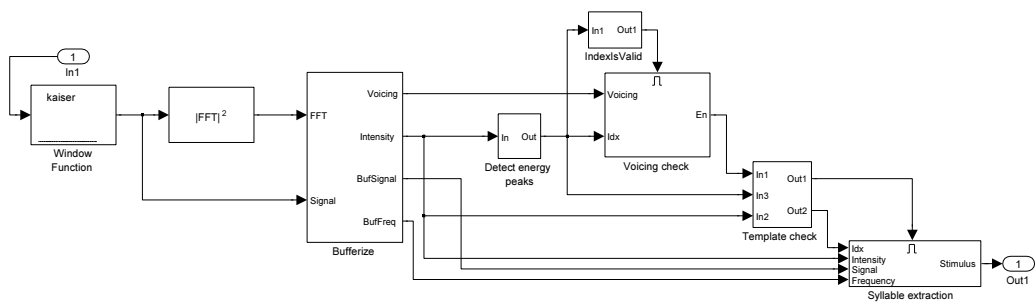 1
In1
kaiser
Window
Function
|FFT|²
FFT
Signal
Voicing
Intensity
BufSignal
BufFreq
Bufferize
In
Out
Detect energy
peaks
In1
Out1
IndexIsValid
Voicing
Idx
En
Voicing check
In1
In3
In2
Out1
Out2
Template check
Idx
Intensity
Signal
Frequency
Stimulus
Syllable extraction
1
Out1